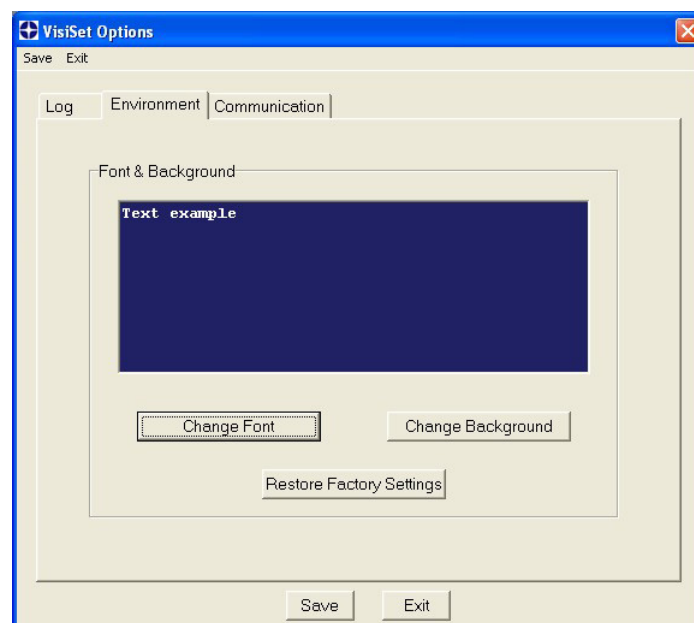 VisiSet Options
Save Exit
Log Environment Communication
Font & Background
Text example
Change Font Change Background
Restore Factory Settings
Save Exit